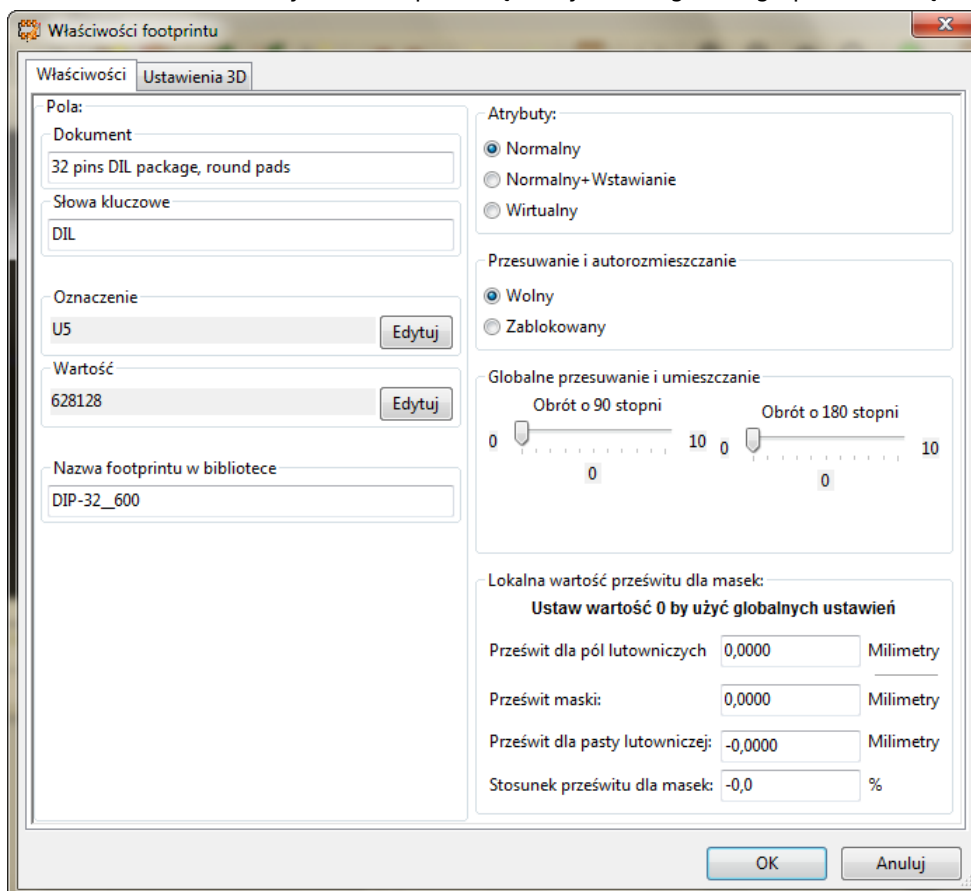 Właściwości footprintu
Właściwości
Ustawienia 3D
Pola:
Dokument
32 pins DIL package, round pads
Słowa kluczowe
DIL
Oznaczenie
U5
Edytuj
Wartość
628128
Edytuj
Nazwa footprintu w bibliotece
DIP-32__600
Atrybuty:
Normalny
Normalny+Wstawianie
Wirtualny
Przesuwanie i autorozmieszczanie
Wolny
Zablokowany
Globalne przesuwanie i umieszczanie
Obrót o 90 stopni
0
10
0
Obrót o 180 stopni
0
10
0
Lokalna wartość prześwitu dla masek:
Ustaw wartość 0 by użyć globalnych ustawień
Prześwit dla pól lutowniczych 0,0000 Milimetry
Prześwit maski: 0,0000 Milimetry
Prześwit dla pasty lutowniczej: -0,0000 Milimetry
Stosunek prześwitu dla masek: -0,0 %
OK
Anuluj